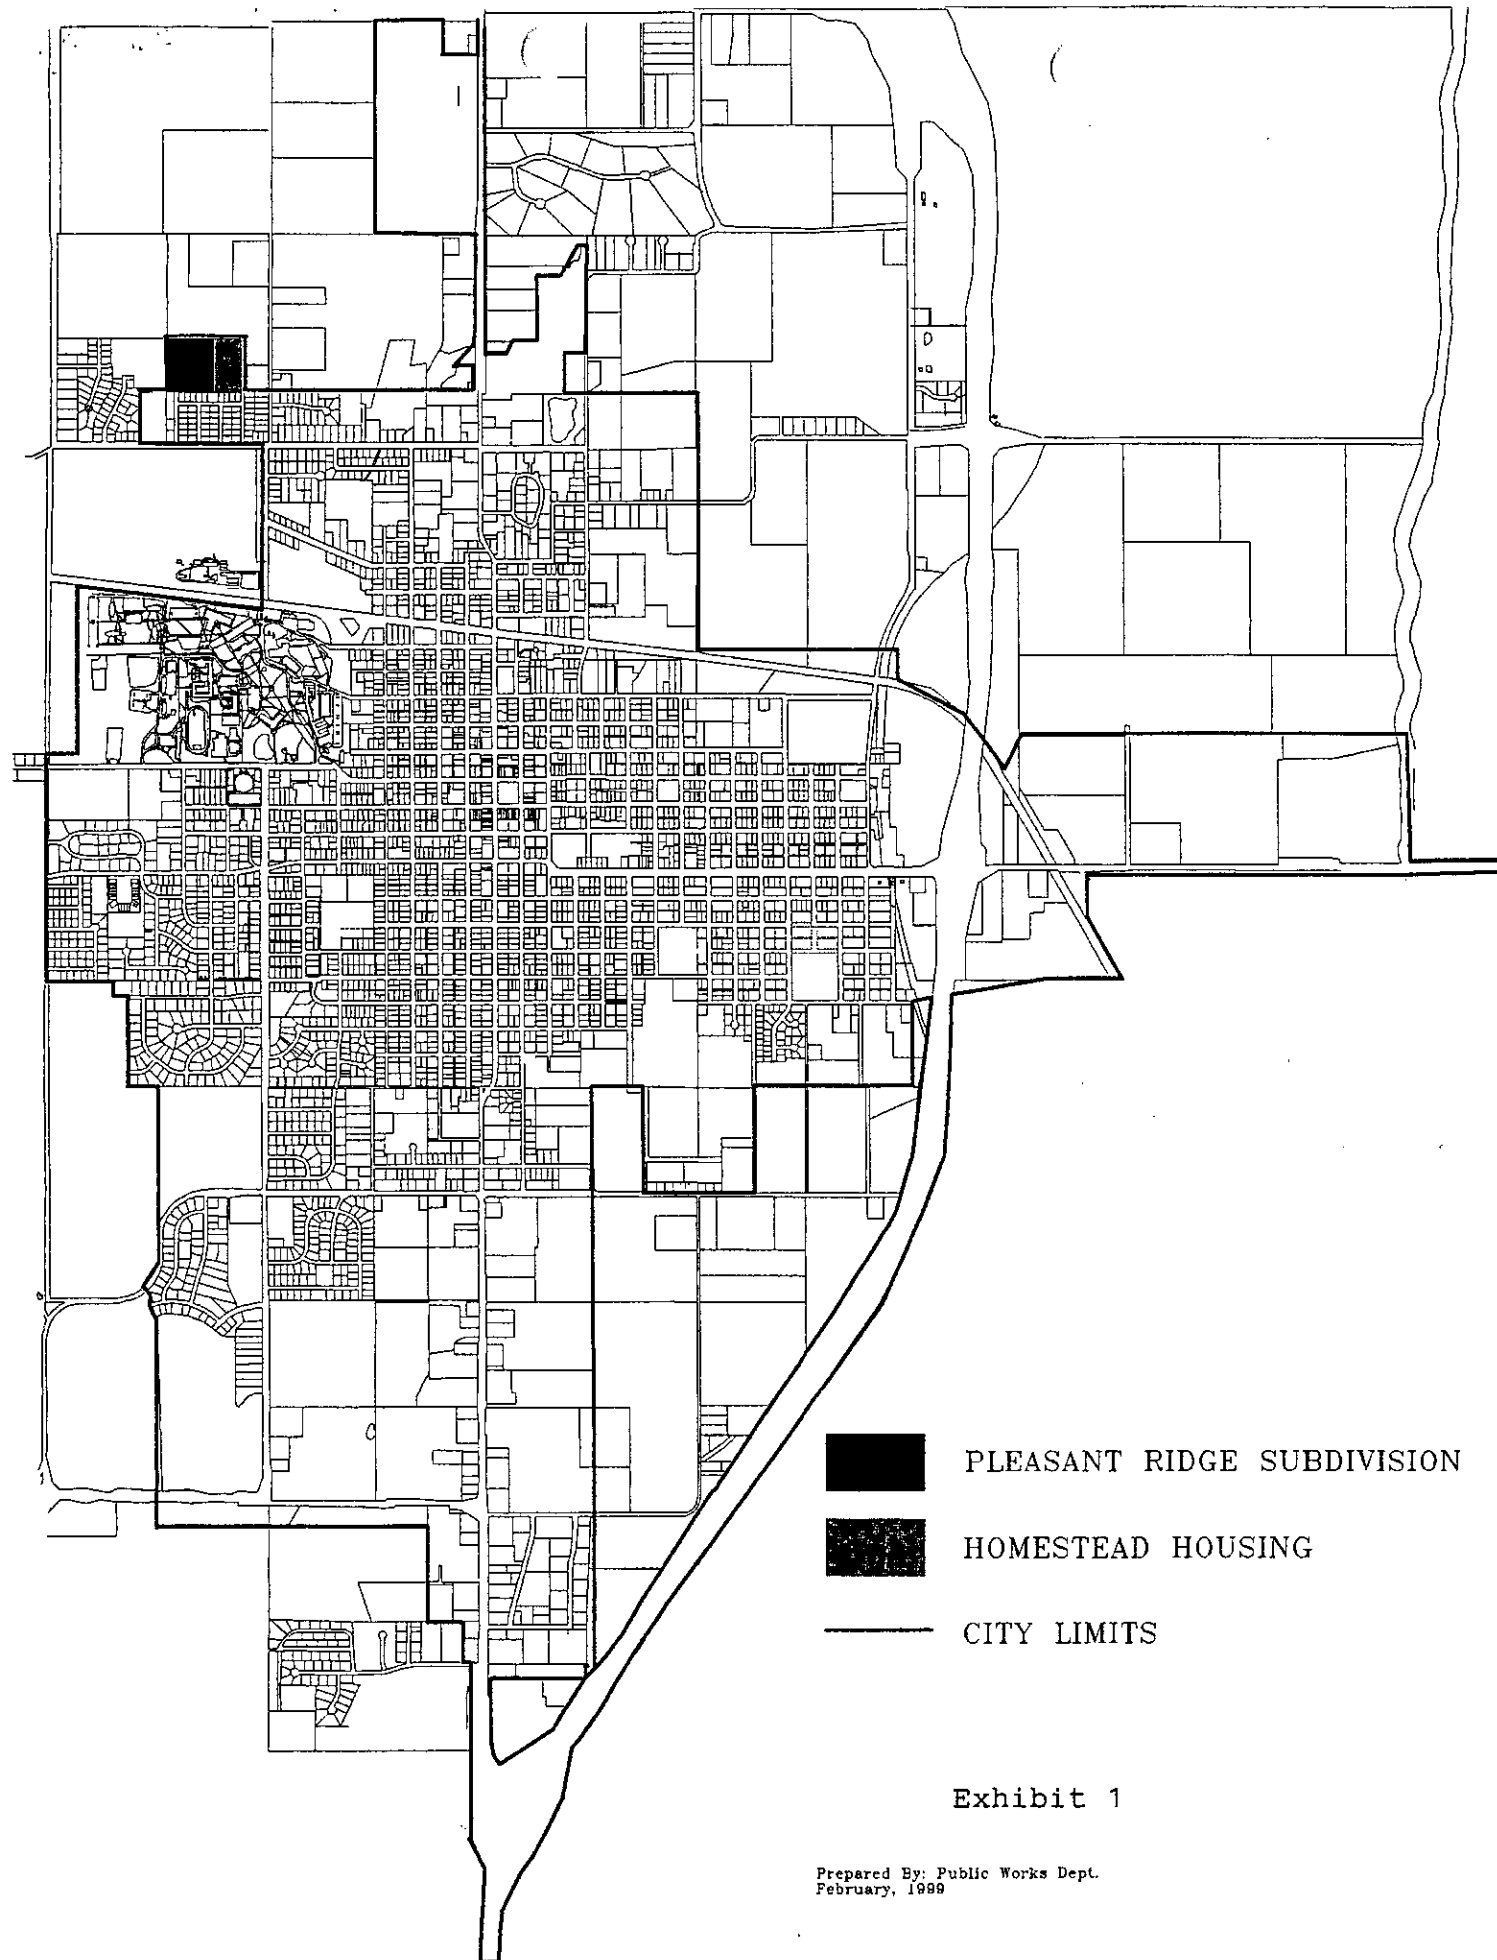 PLEASANT RIDGE SUBDIVISION
HOMESTEAD HOUSING
CITY LIMITS
Exhibit 1
Prepared By: Public Works Dept.
February, 1999